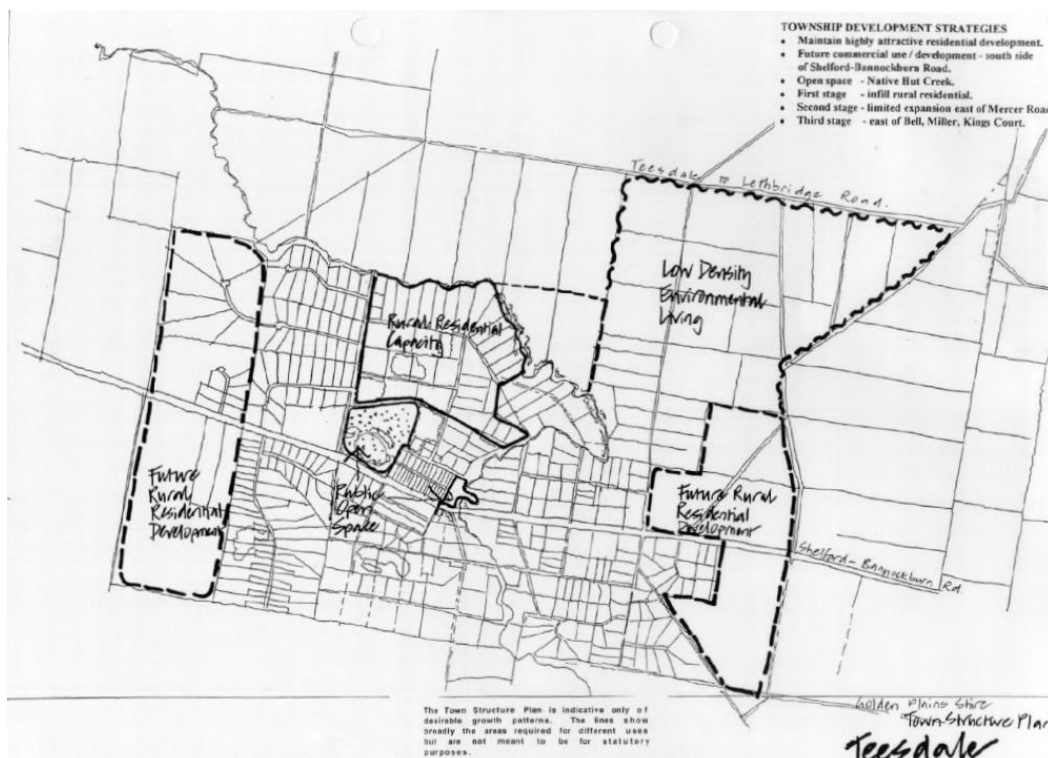 TOWNSHIP DEVELOPMENT STRATEGIES
• Maintain highly attractive residential development.
• Future commercial use / development - south side
of Shelford-Bannockburn Road.
• Open space - Native Hut Creek.
• First stage - infill rural residential.
• Second stage - limited expansion east of Mercer Road
• Third stage - east of Bell, Miller, Kings Court.
Teesdale to Lethbridge Road.
Low Density
Environmental
Living
Rural Residential
Capacity
Future
Rural
Residential
Development
Public
Open
Space
Future Rural
Residential
Development
Shelford-Bannockburn Rd.
The Town Structure Plan is indicative only of
desirable growth patterns. The lines show
broadly the areas required for different uses
but are not meant to be for statutory
purposes.
Golden Plains Shire
Town Structure Plan
Teesdale